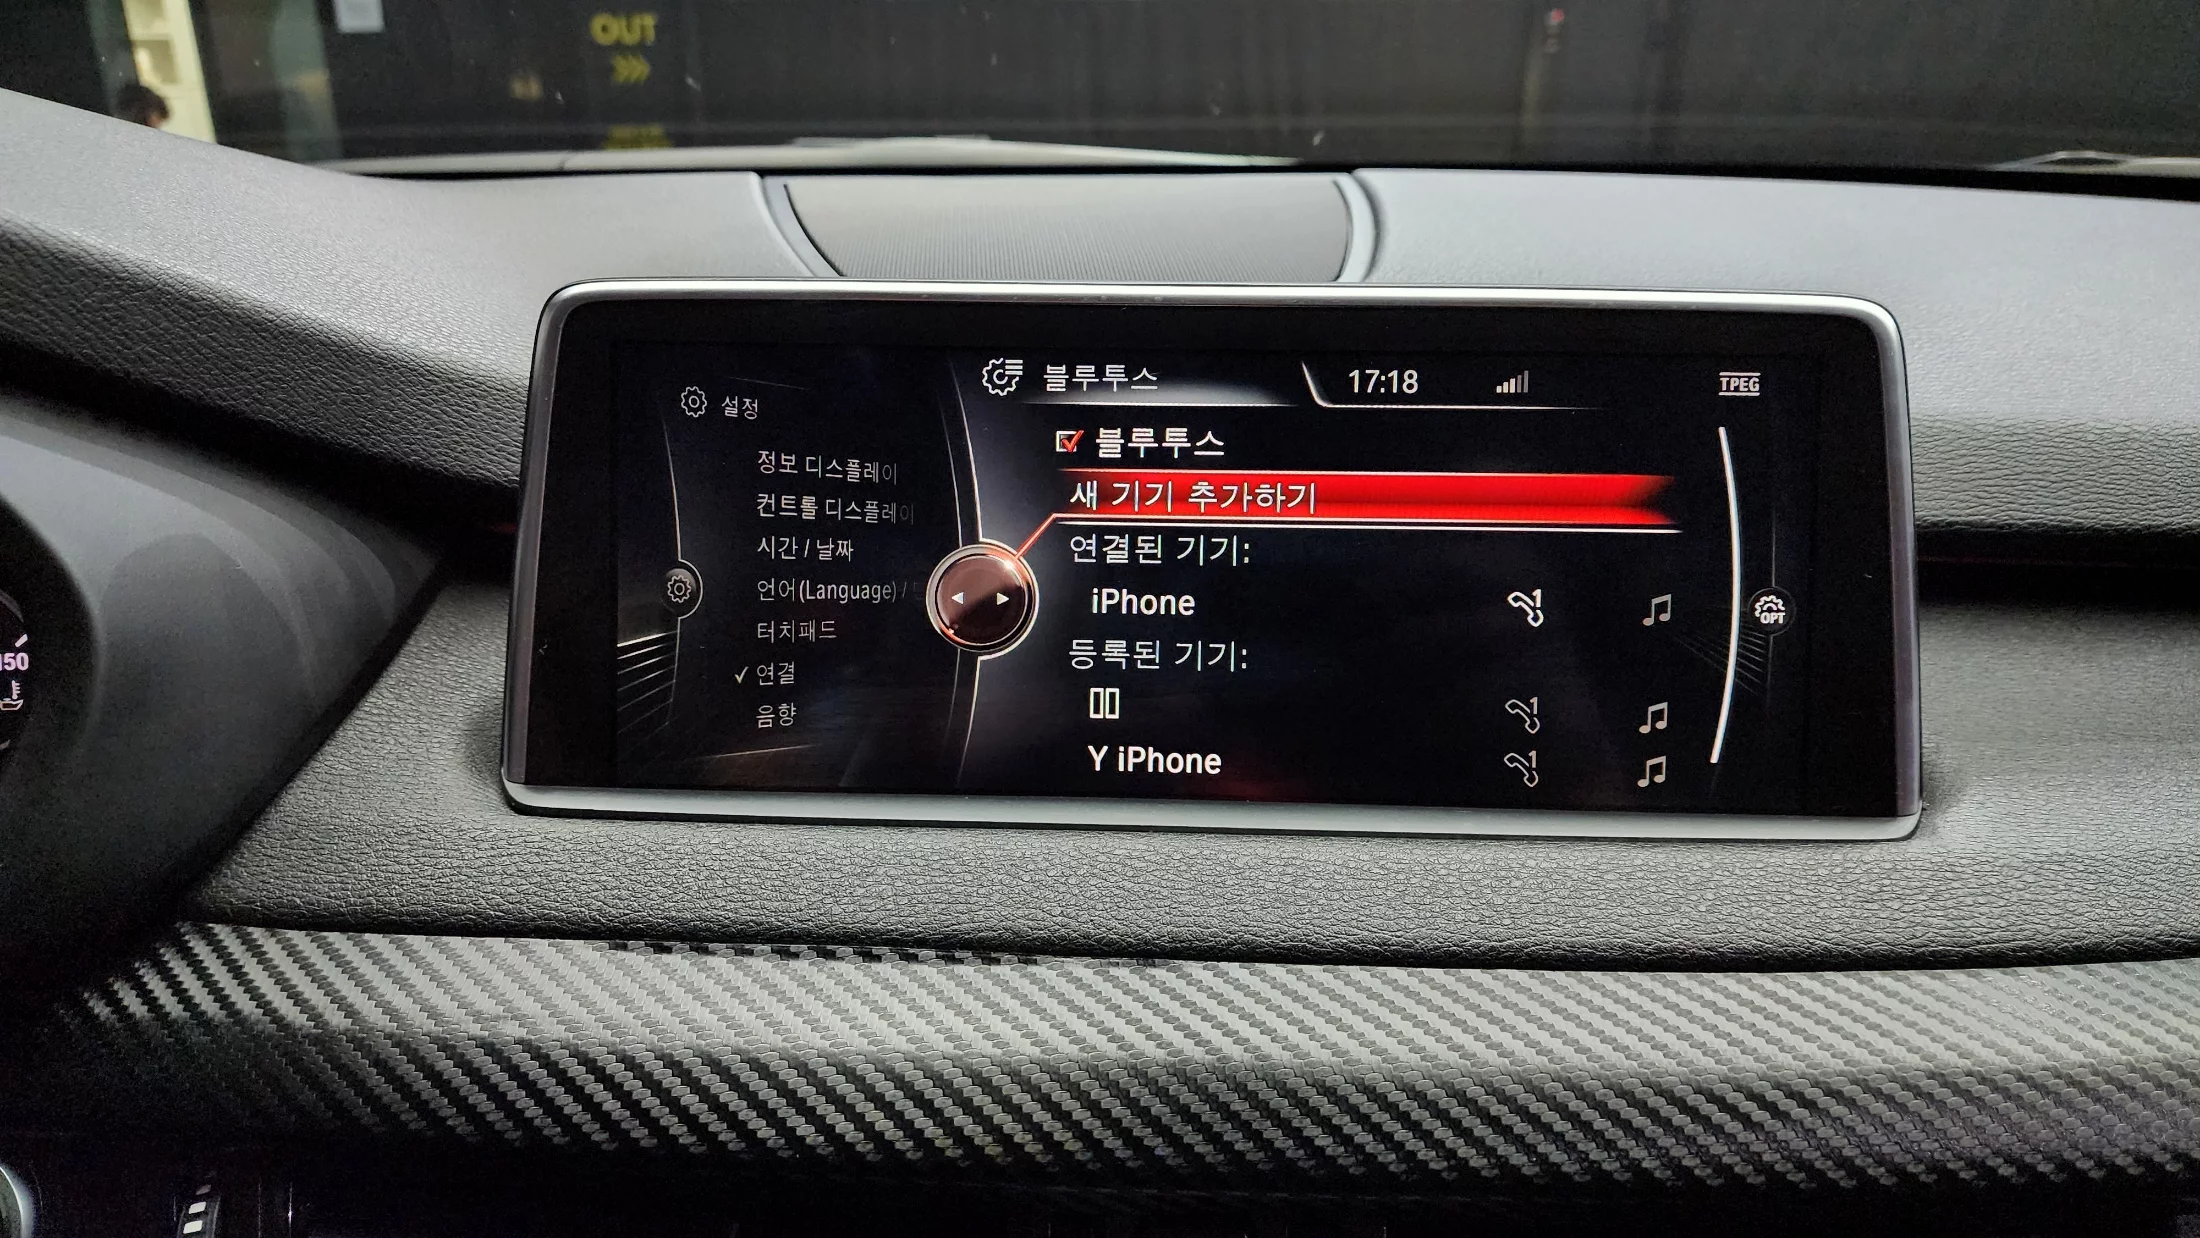 OUT
설정
정보 디스플레이
컨트롤 디스플레이
시간 / 날짜
언어(Language) /
터치패드
✓ 연결
음향
블루투스
17:18
TPEG
블루투스
새 기기 추가하기
연결된 기기:
iPhone
1
등록된 기기:
1
Y iPhone
1
OPT
150